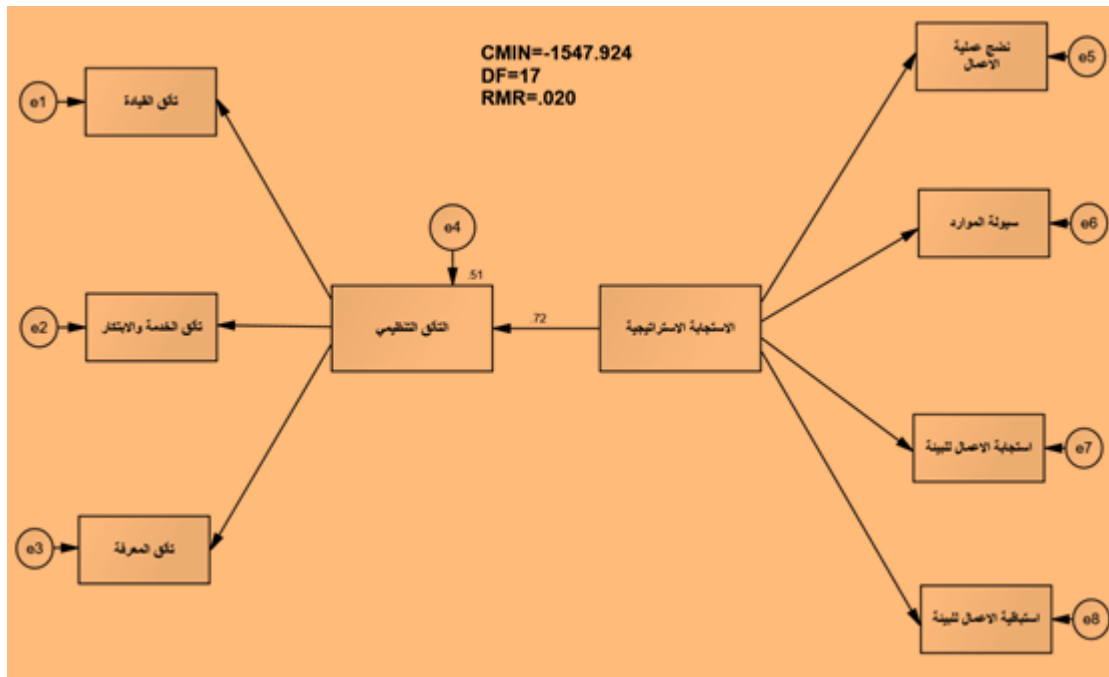 CMIN=-1547.924
DF=17
RMR=.020
نضج عملية
الاعمال
e5
e1
تألق القيادة
سيولة الموارد
e6
e4
.51
e2
تألق الخدمة والابتكار
التألق التنظيمي
.72
الاستجابة الاستراتيجية
استجابة الاعمال للبيئة
e7
e3
تألق المعرفة
استباقية الاعمال للبيئة
e8